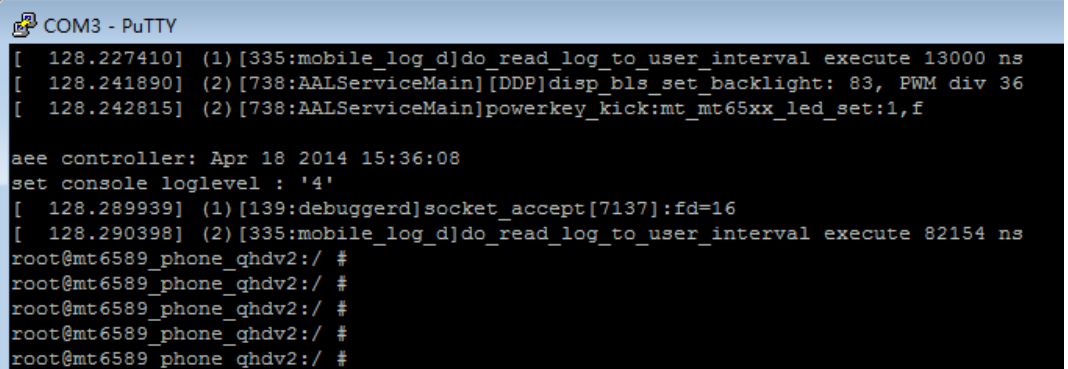 COM3 - PuTTY
[  128.227410] (1)[335:mobile_log_d]do_read_log_to_user_interval execute 13000 ns
[  128.241890] (2)[738:AALServiceMain][DDP]disp_bls_set_backlight: 83, PWM div 36
[  128.242815] (2)[738:AALServiceMain]powerkey_kick:mt_mt65xx_led_set:1,f
aee controller: Apr 18 2014 15:36:08
set console loglevel : '4'
[  128.289939] (1)[139:debuggerd]socket_accept[7137]:fd=16
[  128.290398] (2)[335:mobile_log_d]do_read_log_to_user_interval execute 82154 ns
root@mt6589_phone_qhdv2:/ #
root@mt6589_phone_qhdv2:/ #
root@mt6589_phone_qhdv2:/ #
root@mt6589_phone_qhdv2:/ #
root@mt6589_phone_qhdv2:/ #